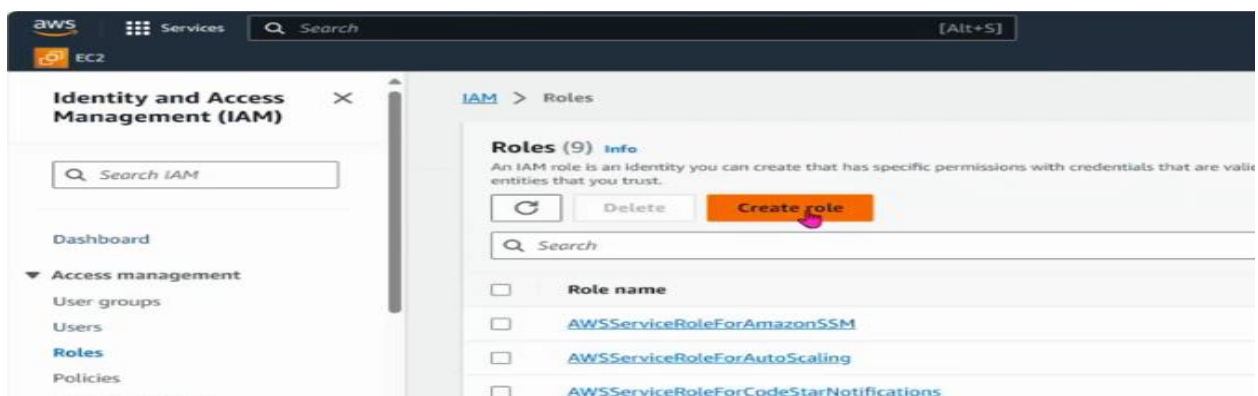 aws Services Search [Alt+S]
EC2
Identity and Access
Management (IAM)
Search IAM
Dashboard
Access management
User groups
Users
Roles
Policies
IAM > Roles
Roles (9) Info
An IAM role is an identity you can create that has specific permissions with credentials that are valid
entities that you trust.
Delete Create role
Search
Role name
AWSServiceRoleForAmazonSSM
AWSServiceRoleForAutoScaling
AWSServiceRoleForCodeStarNotifications